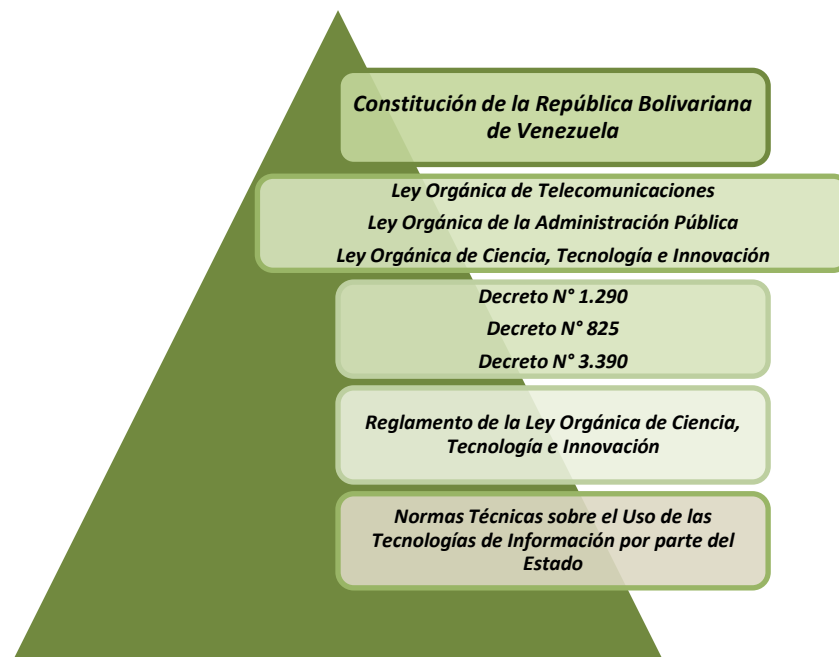 Constitución de la República Bolivariana
de Venezuela
Ley Orgánica de Telecomunicaciones
Ley Orgánica de la Administración Pública
Ley Orgánica de Ciencia, Tecnología e Innovación
Decreto N° 1.290
Decreto N° 825
Decreto N° 3.390
Reglamento de la Ley Orgánica de Ciencia,
Tecnología e Innovación
Normas Técnicas sobre el Uso de las
Tecnologías de Información por parte del
Estado